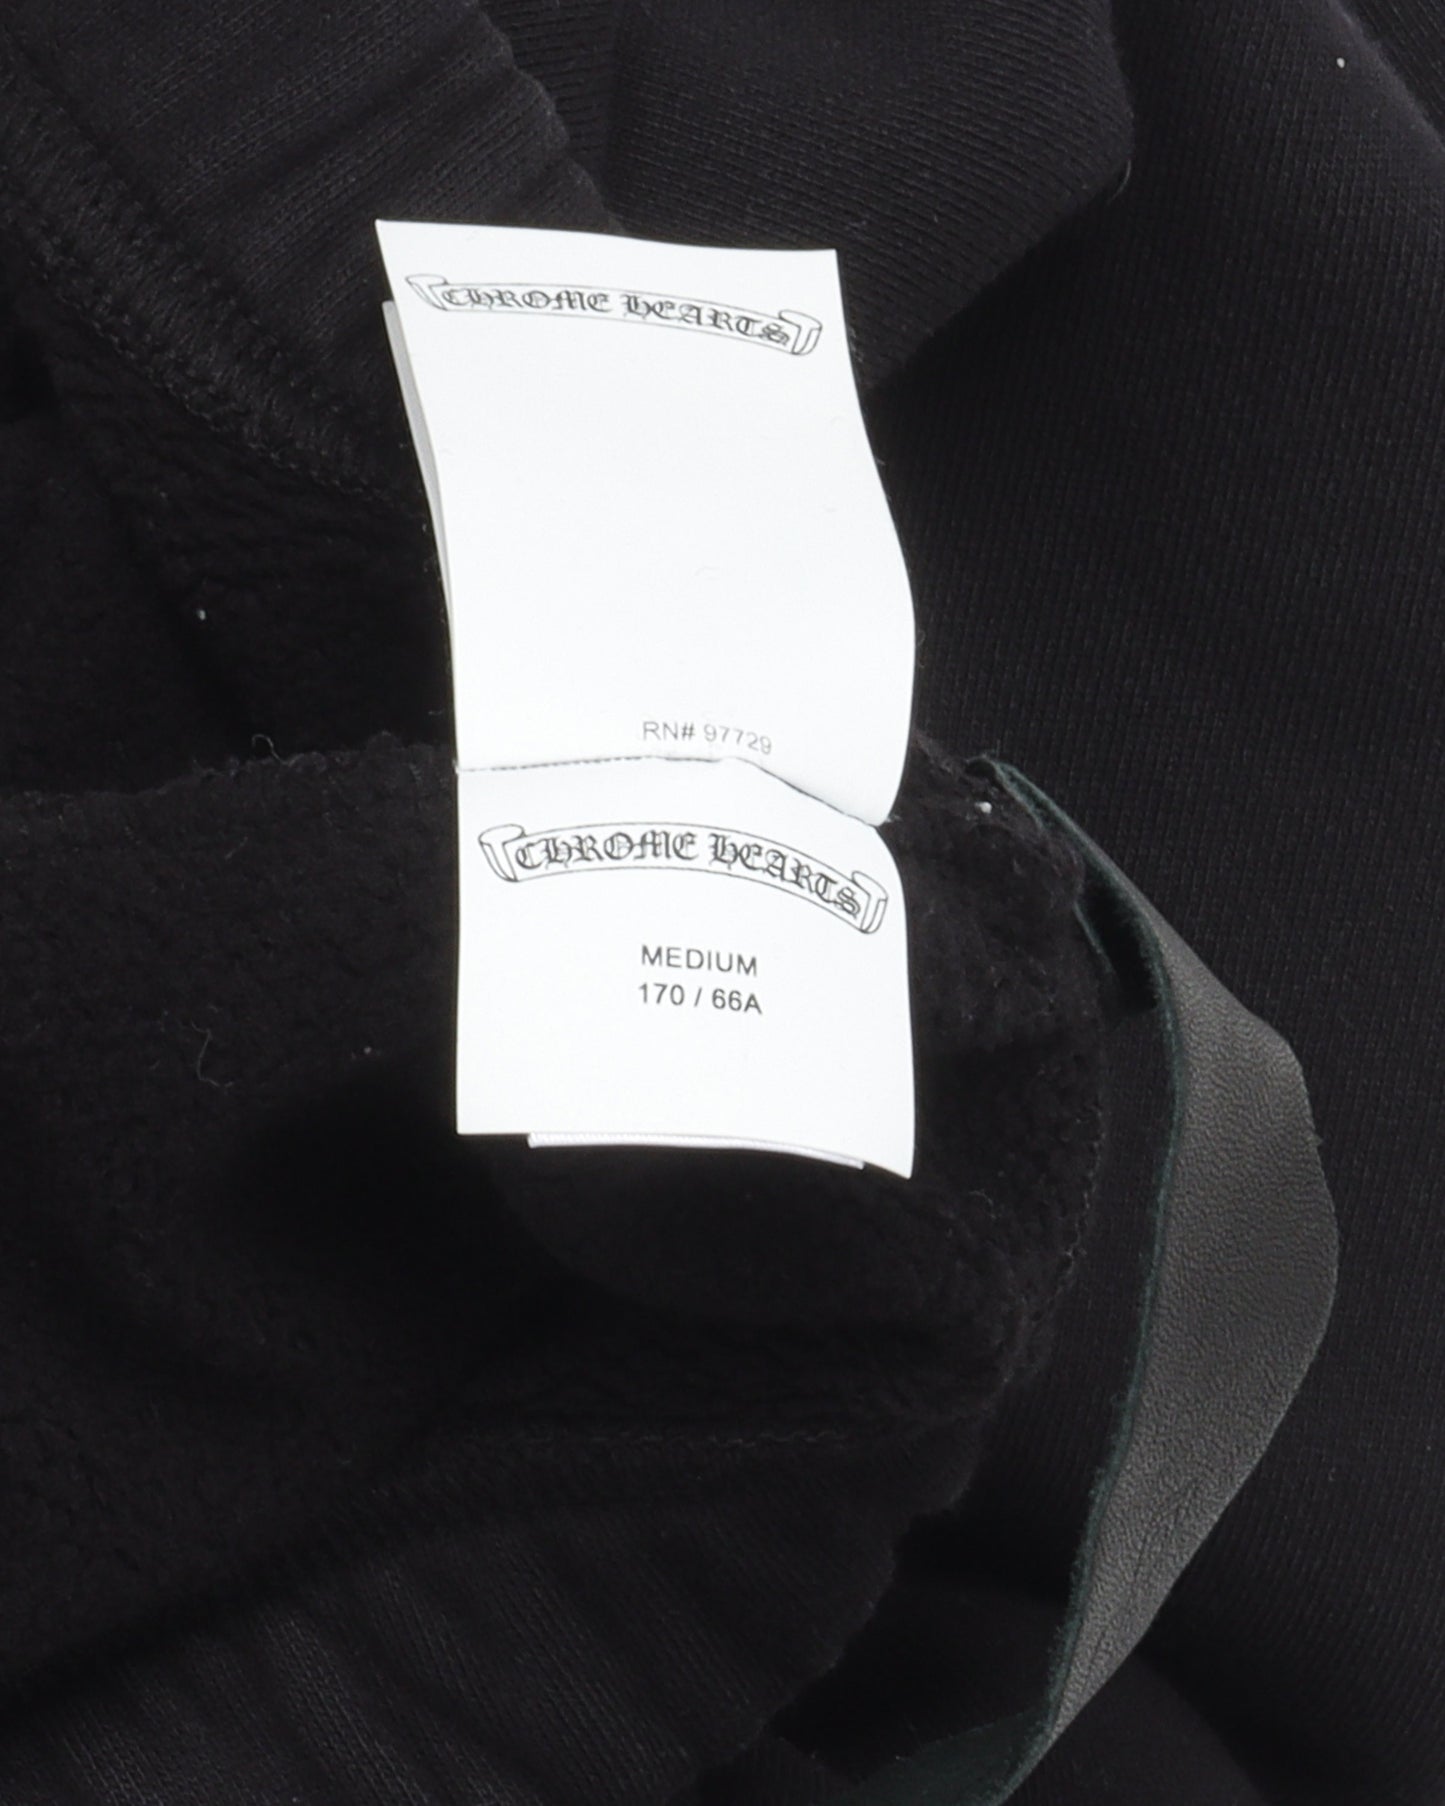 CHROME HEARTS
RN# 97729
CHROME HEARTS
MEDIUM
170 / 66A